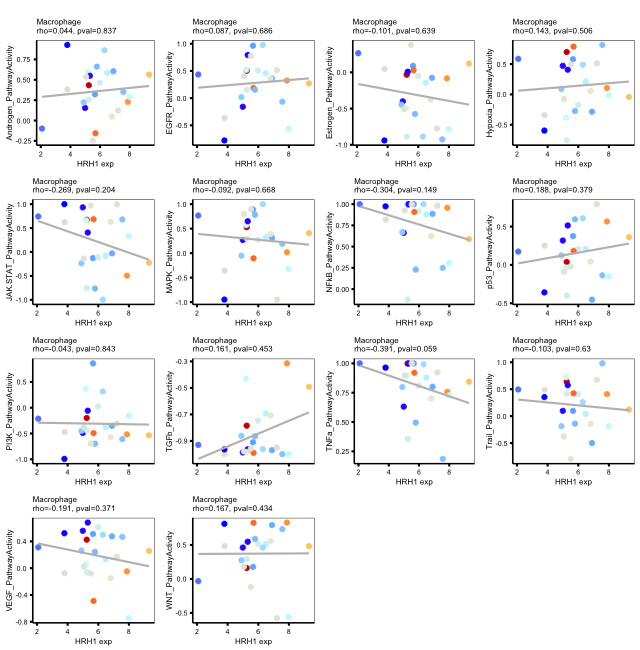 Macrophage
rho=0.044, pval=0.837
Androgen_PathwayActivity
0.75
0.50
0.25
0.00
-0.25
2 4 6 8
HRH1 exp
Macrophage
rho=0.087, pval=0.686
EGFR_PathwayActivity
1.0
0.5
0.0
-0.5
2 4 6 8
HRH1 exp
Macrophage
rho=-0.101, pval=0.639
Estrogen_PathwayActivity
0.0
-0.5
-1.0
2 4 6 8
HRH1 exp
Macrophage
rho=0.143, pval=0.506
Hypoxia_PathwayActivity
0.5
0.0
-0.5
2 4 6 8
HRH1 exp
Macrophage
rho=-0.269, pval=0.204
JAK.STAT_PathwayActivity
1.0
0.5
0.0
-0.5
-1.0
2 4 6 8
HRH1 exp
Macrophage
rho=-0.092, pval=0.668
MAPK_PathwayActivity
1.0
0.5
0.0
-0.5
-1.0
2 4 6 8
HRH1 exp
Macrophage
rho=-0.304, pval=0.149
NFkB_PathwayActivity
1.00
0.75
0.50
0.25
0.00
2 4 6 8
HRH1 exp
Macrophage
rho=0.188, pval=0.379
p53_PathwayActivity
1.0
0.5
0.0
-0.5
2 4 6 8
HRH1 exp
Macrophage
rho=-0.043, pval=0.843
PI3K_PathwayActivity
0.5
0.0
-0.5
-1.0
2 4 6 8
HRH1 exp
Macrophage
rho=0.161, pval=0.453
TGFb_PathwayActivity
-0.3
-0.5
-0.7
-0.9
2 4 6 8
HRH1 exp
Macrophage
rho=-0.391, pval=0.059
TNFa_PathwayActivity
1.00
0.75
0.50
0.25
2 4 6 8
HRH1 exp
Macrophage
rho=-0.103, pval=0.63
Trail_PathwayActivity
1.0
0.5
0.0
-0.5
2 4 6 8
HRH1 exp
Macrophage
rho=-0.191, pval=0.371
VEGF_PathwayActivity
0.4
0.0
-0.4
-0.8
2 4 6 8
HRH1 exp
Macrophage
rho=0.167, pval=0.434
WNT_PathwayActivity
0.5
0.0
-0.5
2 4 6 8
HRH1 exp